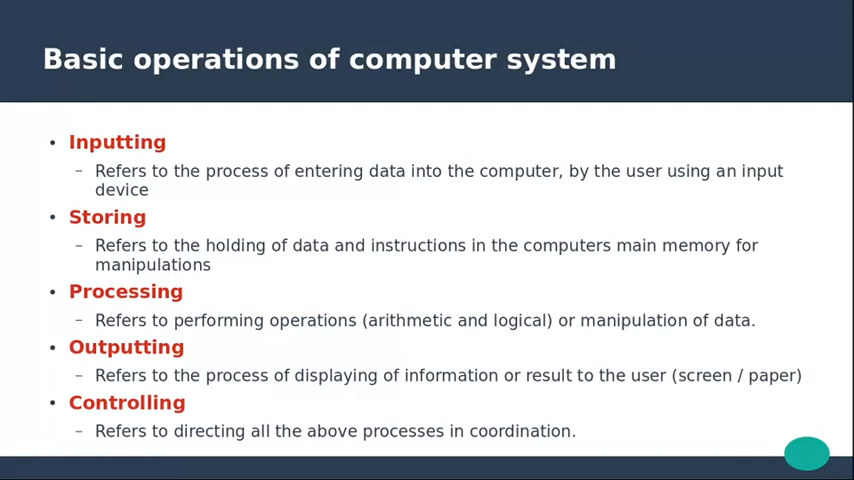 Basic operations of computer system
• Inputting
– Refers to the process of entering data into the computer, by the user using an input
device
• Storing
– Refers to the holding of data and instructions in the computers main memory for
manipulations
• Processing
– Refers to performing operations (arithmetic and logical) or manipulation of data.
• Outputting
– Refers to the process of displaying of information or result to the user (screen / paper)
• Controlling
– Refers to directing all the above processes in coordination.